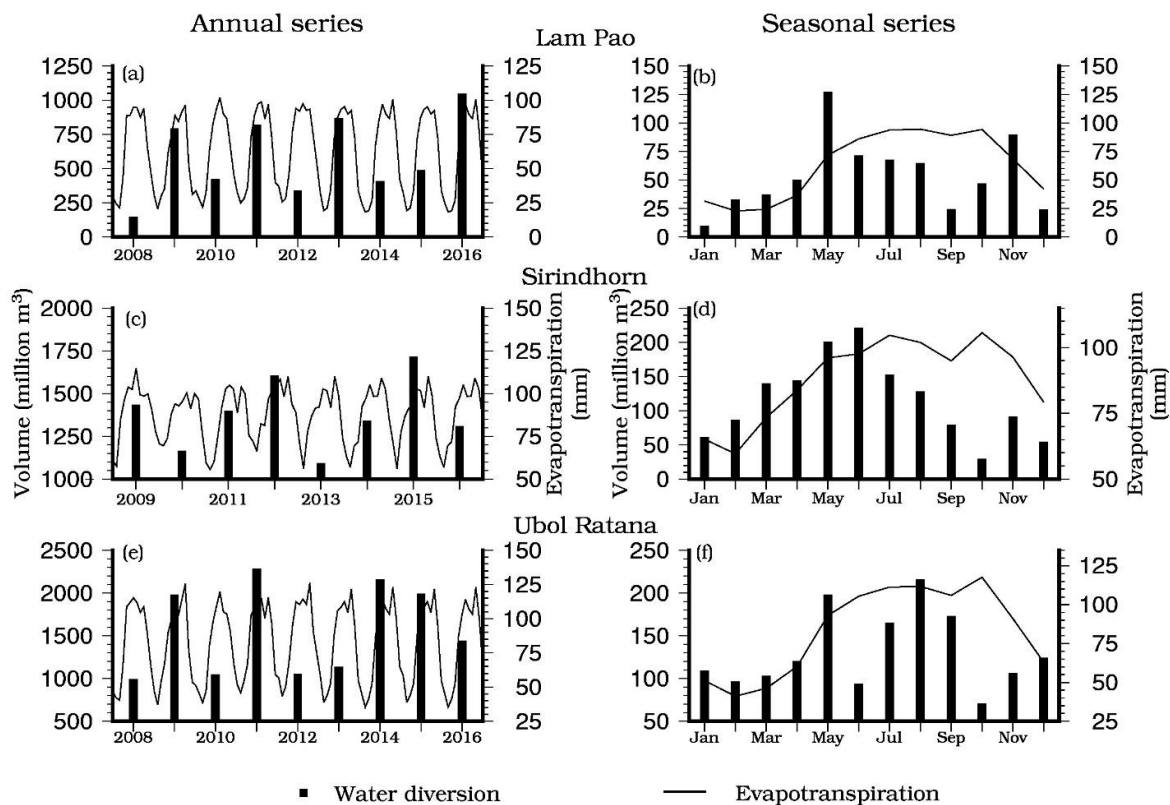 Annual series Seasonal series
Lam Pao
(a)
1250
1000
750
500
250
0
125
100
75
50
25
0
2008 2010 2012 2014 2016
(b)
150
125
100
75
50
25
0
150
125
100
75
50
25
0
Jan Mar May Jul Sep Nov
Sirindhorn
(c)
Volume (million m³)
2000
1750
1500
1250
1000
150
125
100
75
50
Evapotranspiration
(mm)
2009 2011 2013 2015
(d)
Volume (million m³)
250
200
150
100
50
0
100
75
50
Evapotranspiration
(mm)
Jan Mar May Jul Sep Nov
Ubol Ratana
(e)
2500
2000
1500
1000
500
150
125
100
75
50
25
2008 2010 2012 2014 2016
(f)
250
200
150
100
50
125
100
75
50
25
Jan Mar May Jul Sep Nov
Water diversion Evapotranspiration